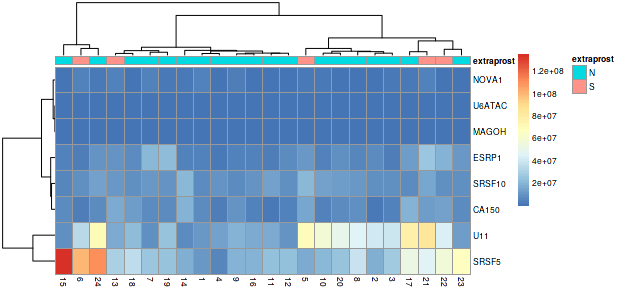 extraprost
NOVA1
U6ATAC
MAGOH
ESRP1
SRSF10
CA150
U11
SRSF5
15 6 24 13 18 7 19 14 1 4 9 16 11 12 5 10 20 8 2 3 17 21 22 23
1.2e+08
1e+08
8e+07
6e+07
4e+07
2e+07
extraprost
N
S